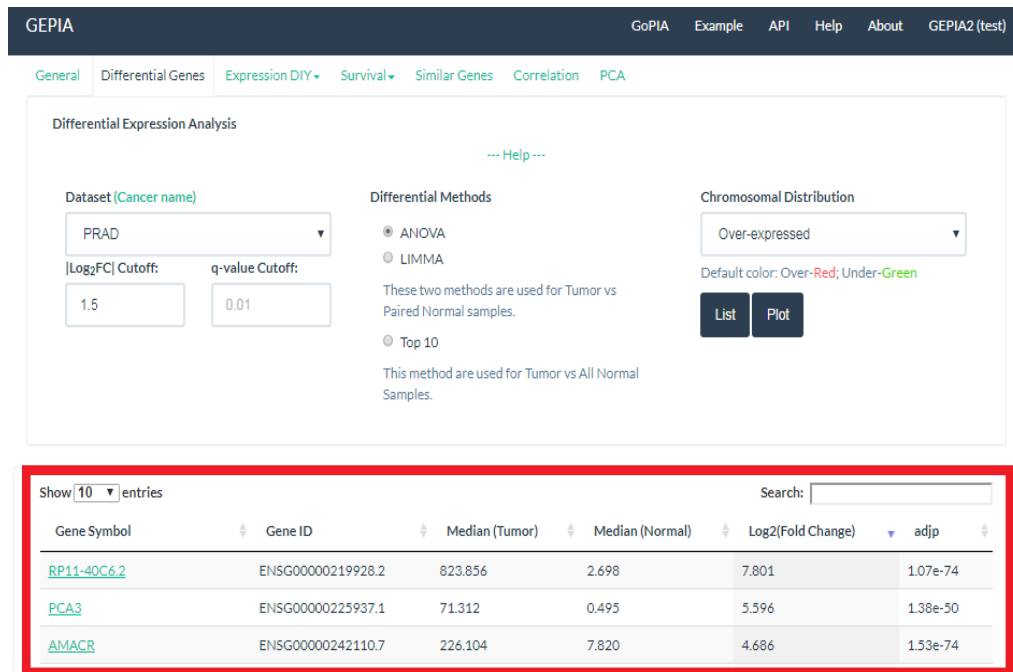 GEPIA GoPIA Example API Help About GEPIA2 (test)
General Differential Genes Expression DIY Survival Similar Genes Correlation PCA
Differential Expression Analysis
--- Help ---
Dataset (Cancer name)
PRAD
|Log₂FC| Cutoff: q-value Cutoff:
1.5 0.01
Differential Methods
ANOVA
LIMMA
These two methods are used for Tumor vs
Paired Normal samples.
Top 10
This method are used for Tumor vs All Normal
Samples.
Chromosomal Distribution
Over-expressed
Default color: Over-Red; Under-Green
List Plot
Show 10 entries Search:
Gene Symbol Gene ID Median (Tumor) Median (Normal) Log2(Fold Change) adjp
RP11-40C6.2 ENSG00000219928.2 823.856 2.698 7.801 1.07e-74
PCA3 ENSG00000225937.1 71.312 0.495 5.596 1.38e-50
AMACR ENSG00000242110.7 226.104 7.820 4.686 1.53e-74